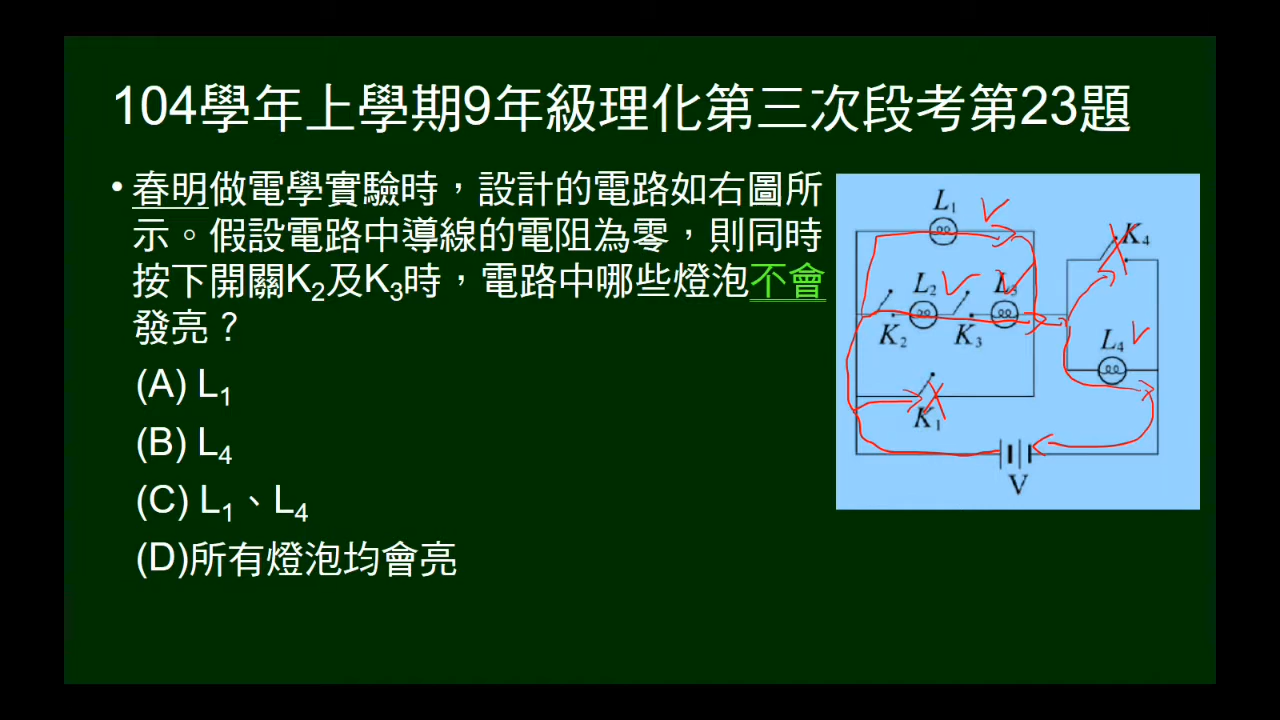 104學年上學期9年級理化第三次段考第23題
• 春明做電學實驗時，設計的電路如右圖所
示。假設電路中導線的電阻為零，則同時
按下開關K₂及K₃時，電路中哪些燈泡不會
發亮？
(A) L₁
(B) L₄
(C) L₁、L₄
(D)所有燈泡均會亮
L₁
K₄
L₂
L₃
K₂
K₃
L₄
K₁
V